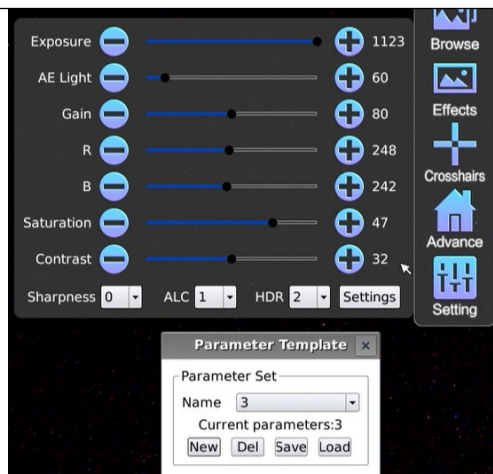 Exposure 1123
AE Light 60
Gain 80
R 248
B 242
Saturation 47
Contrast 32
Sharpness 0 ALC 1 HDR 2 Settings
Browse
Effects
Crosshairs
Advance
Setting
Parameter Template
Parameter Set
Name 3
Current parameters:3
New Del Save Load